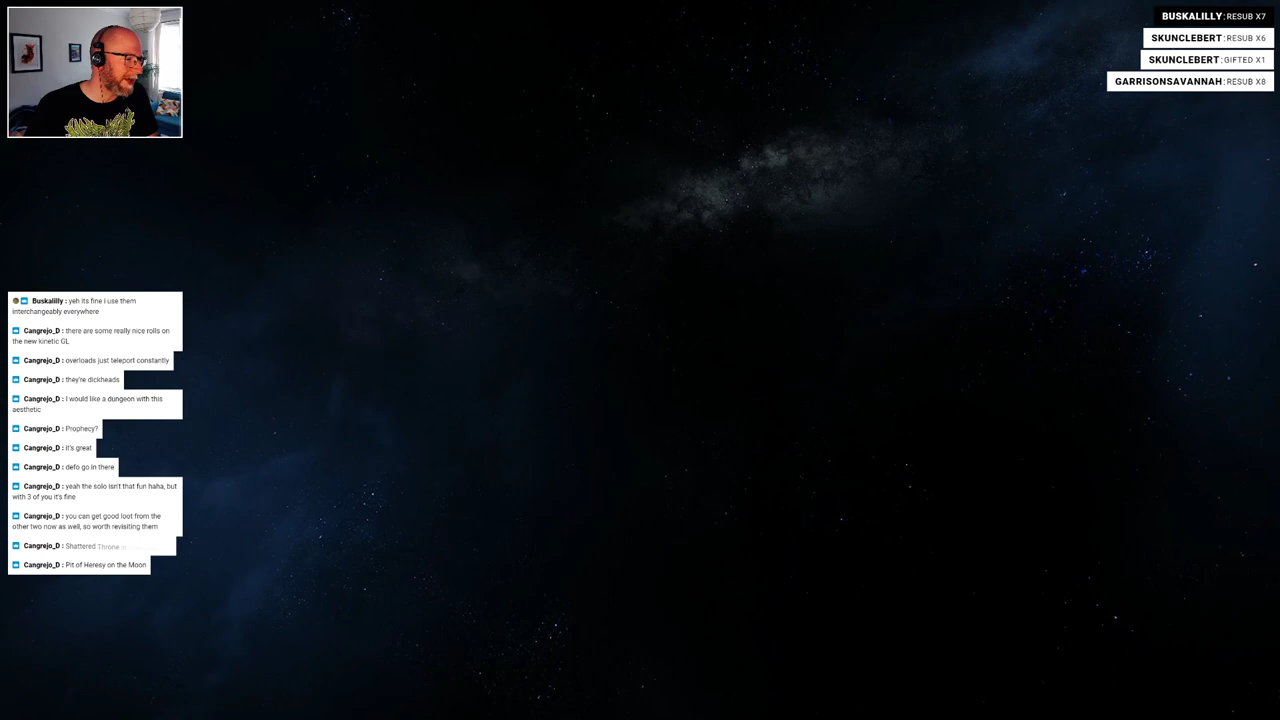 BUSKALILLY: RESUB X7
SKUNCLEBERT: RESUB X6
SKUNCLEBERT: GIFTED X1
GARRISONSAVANNAH: RESUB X8
Buskalilly : yeh its fine i use them
interchangeably everywhere
Cangrejo_D : there are some really nice rolls on
the new kinetic GL
Cangrejo_D : overloads just teleport constantly
Cangrejo_D : they're dickheads
Cangrejo_D : I would like a dungeon with this
aesthetic
Cangrejo_D : Prophecy?
Cangrejo_D : it's great
Cangrejo_D : defo go in there
Cangrejo_D : yeah the solo isn't that fun haha, but
with 3 of you it's fine
Cangrejo_D : you can get good loot from the
other two now as well, so worth revisiting them
Cangrejo_D : Shattered Throne
Cangrejo_D : Pit of Heresy on the Moon